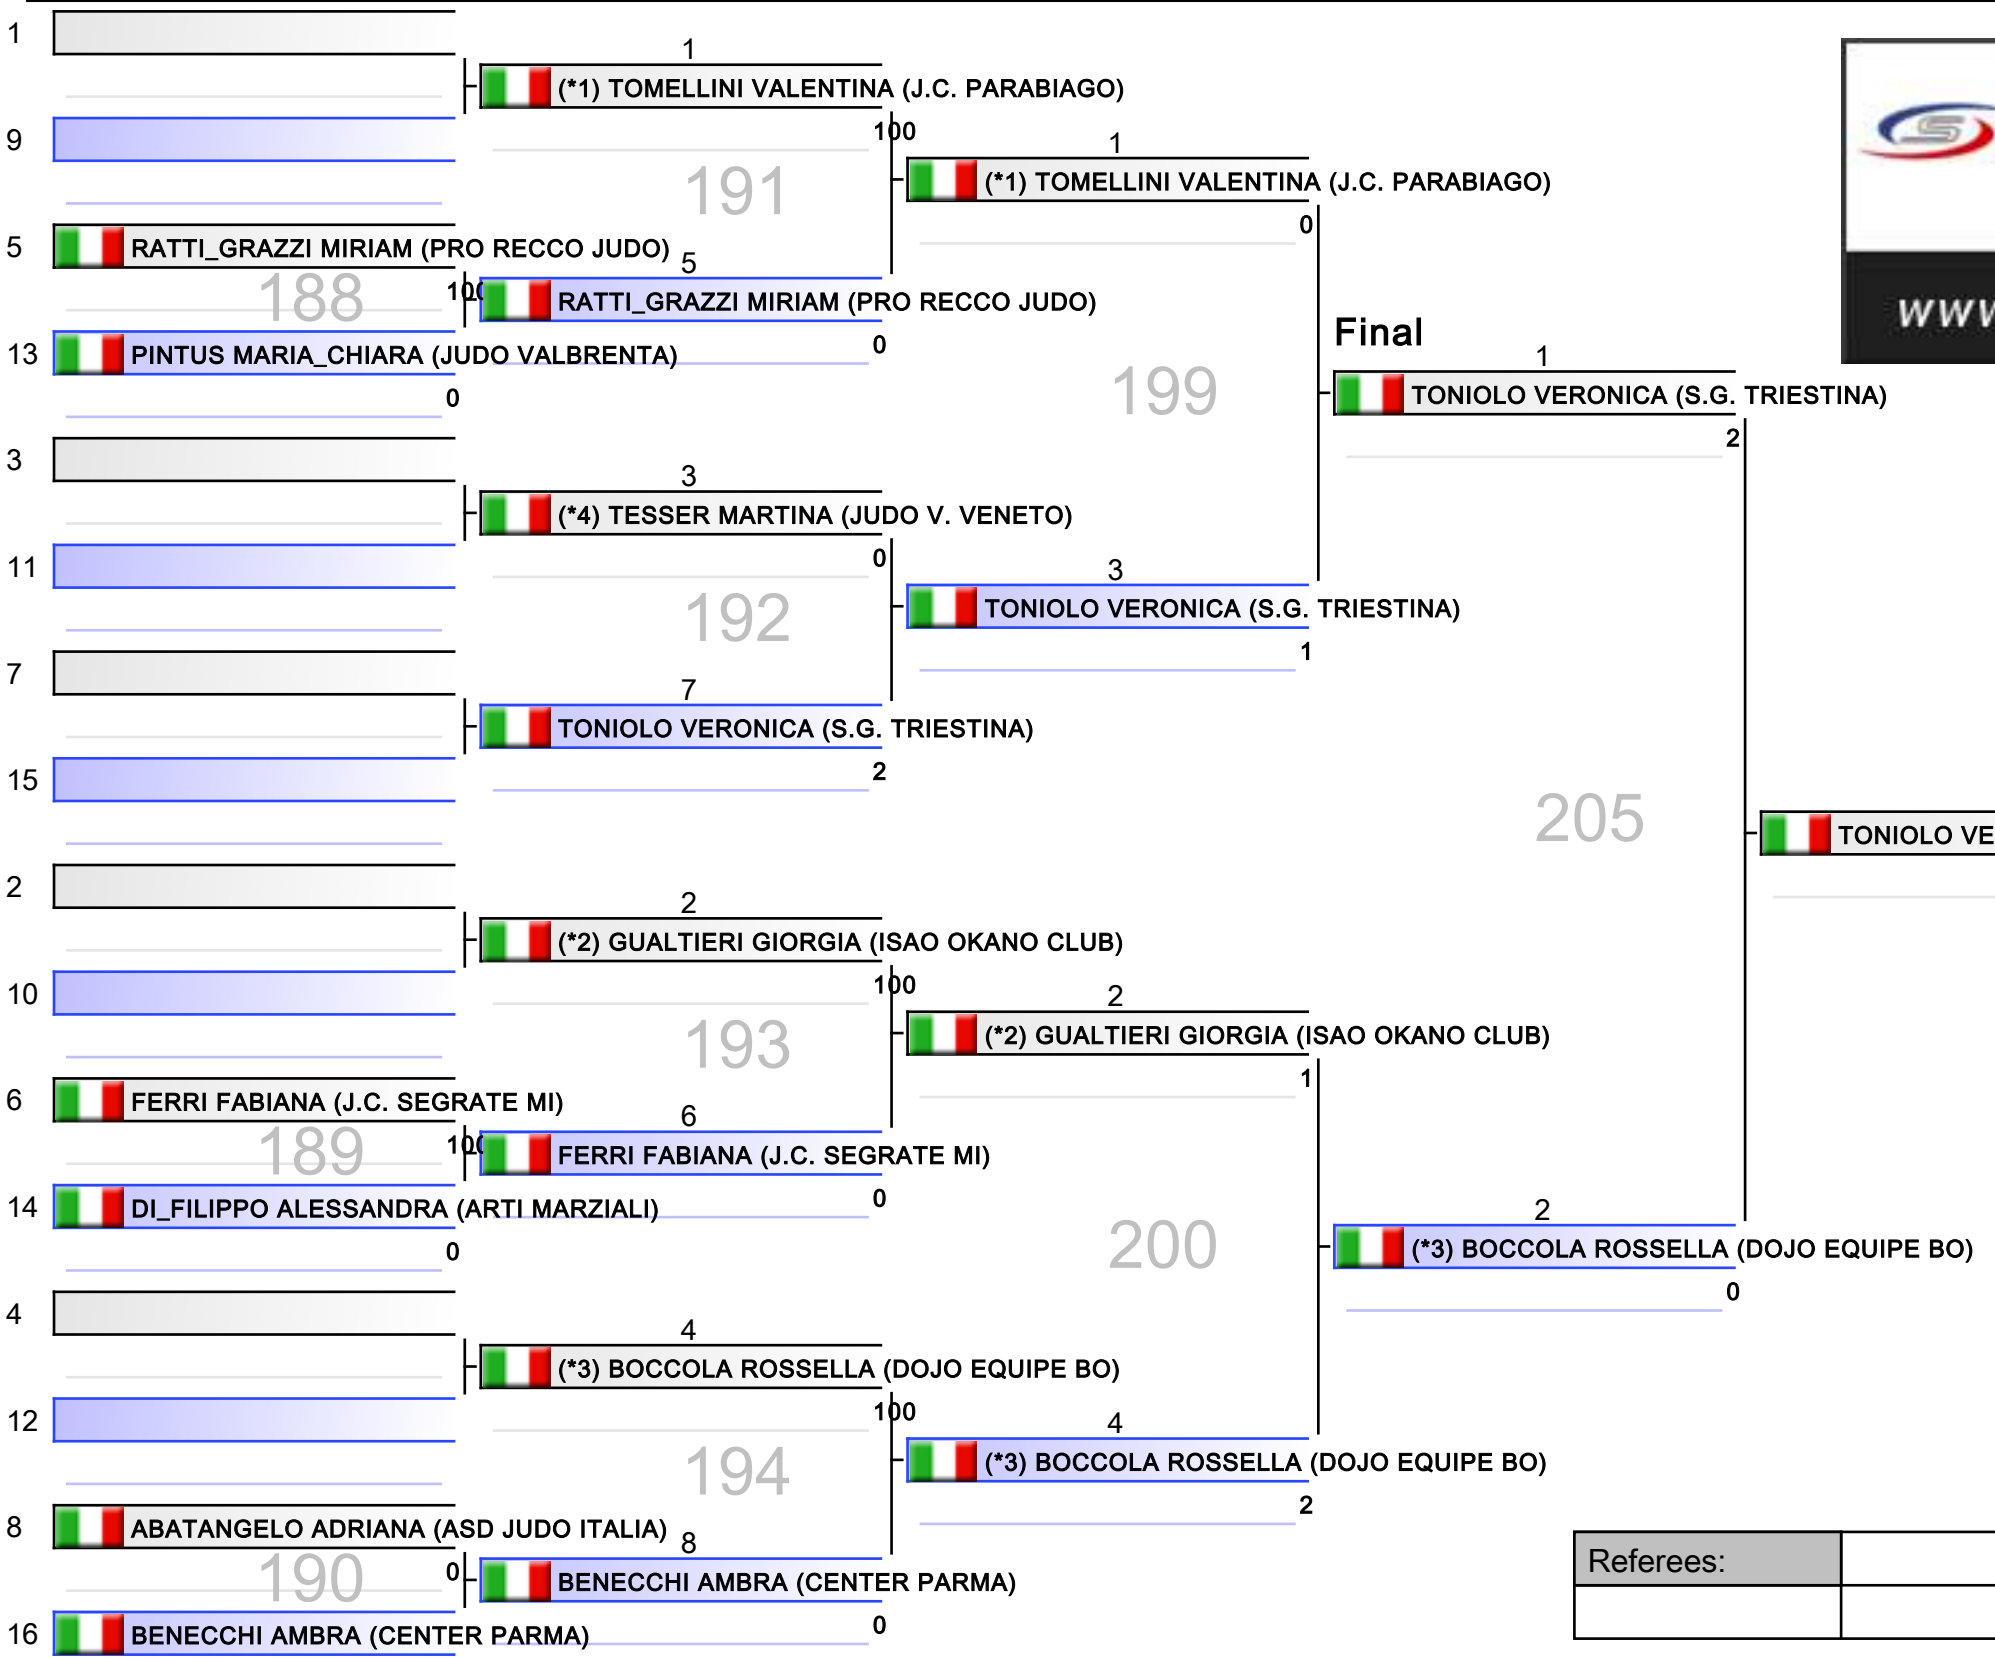 1
1
(*1) TOMELLINI VALENTINA (J.C. PARABIAGO)
100
9
1
191
(*1) TOMELLINI VALENTINA (J.C. PARABIAGO)
0
5
RATTI_GRAZZI MIRIAM (PRO RECCO JUDO)
5
188
100
RATTI_GRAZZI MIRIAM (PRO RECCO JUDO)
0
13
PINTUS MARIA_CHIARA (JUDO VALBRENTA)
0
199
Final
1
TONIOLO VERONICA (S.G. TRIESTINA)
2
3
3
(*4) TESSER MARTINA (JUDO V. VENETO)
0
11
3
192
TONIOLO VERONICA (S.G. TRIESTINA)
1
7
7
TONIOLO VERONICA (S.G. TRIESTINA)
2
15
205
TONIOLO VE
2
2
(*2) GUALTIERI GIORGIA (ISAO OKANO CLUB)
100
10
2
193
(*2) GUALTIERI GIORGIA (ISAO OKANO CLUB)
1
6
FERRI FABIANA (J.C. SEGRATE MI)
6
189
100
FERRI FABIANA (J.C. SEGRATE MI)
0
14
DI_FILIPPO ALESSANDRA (ARTI MARZIALI)
0
200
2
(*3) BOCCOLA ROSSELLA (DOJO EQUIPE BO)
0
4
4
(*3) BOCCOLA ROSSELLA (DOJO EQUIPE BO)
100
12
4
194
(*3) BOCCOLA ROSSELLA (DOJO EQUIPE BO)
2
8
ABATANGELO ADRIANA (ASD JUDO ITALIA)
8
190
0
BENECCHI AMBRA (CENTER PARMA)
0
16
BENECCHI AMBRA (CENTER PARMA)
Referees: